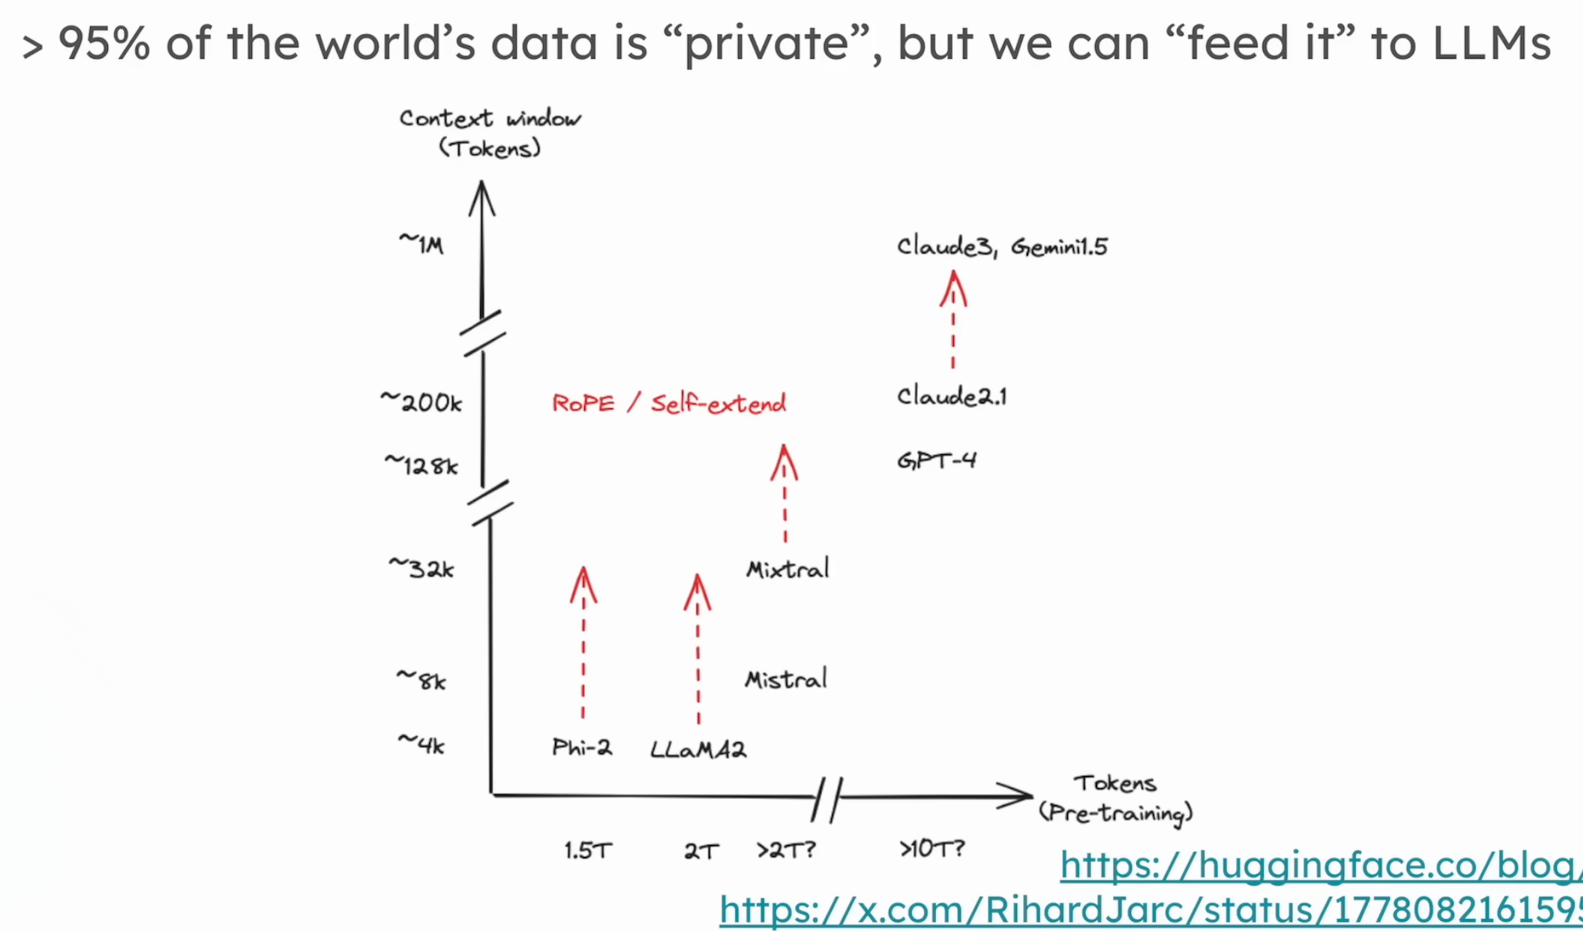 > 95% of the world's data is “private”, but we can “feed it” to LLMs
Context window
(Tokens)
~1M
Claude3, Gemini1.5
~200k
RoPE / Self-extend
Claude2.1
~128k
GPT-4
~32k
Mixtral
~8k
Mistral
~4k
Phi-2
LLaMA2
Tokens
(Pre-training)
1.5T
2T
>2T?
>10T?
https://huggingface.co/blog/
https://x.com/RihardJarc/status/1778082161595